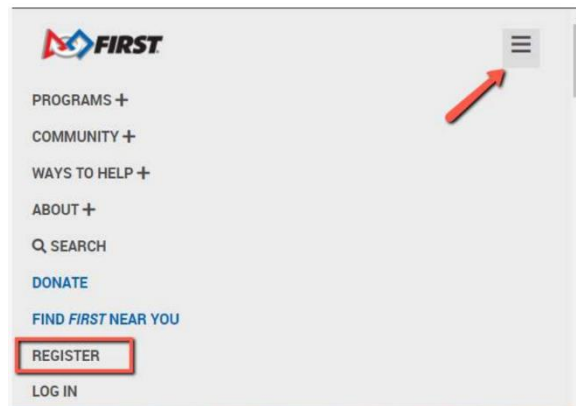 FIRST
PROGRAMS +
COMMUNITY +
WAYS TO HELP +
ABOUT +
SEARCH
DONATE
FIND FIRST NEAR YOU
REGISTER
LOG IN